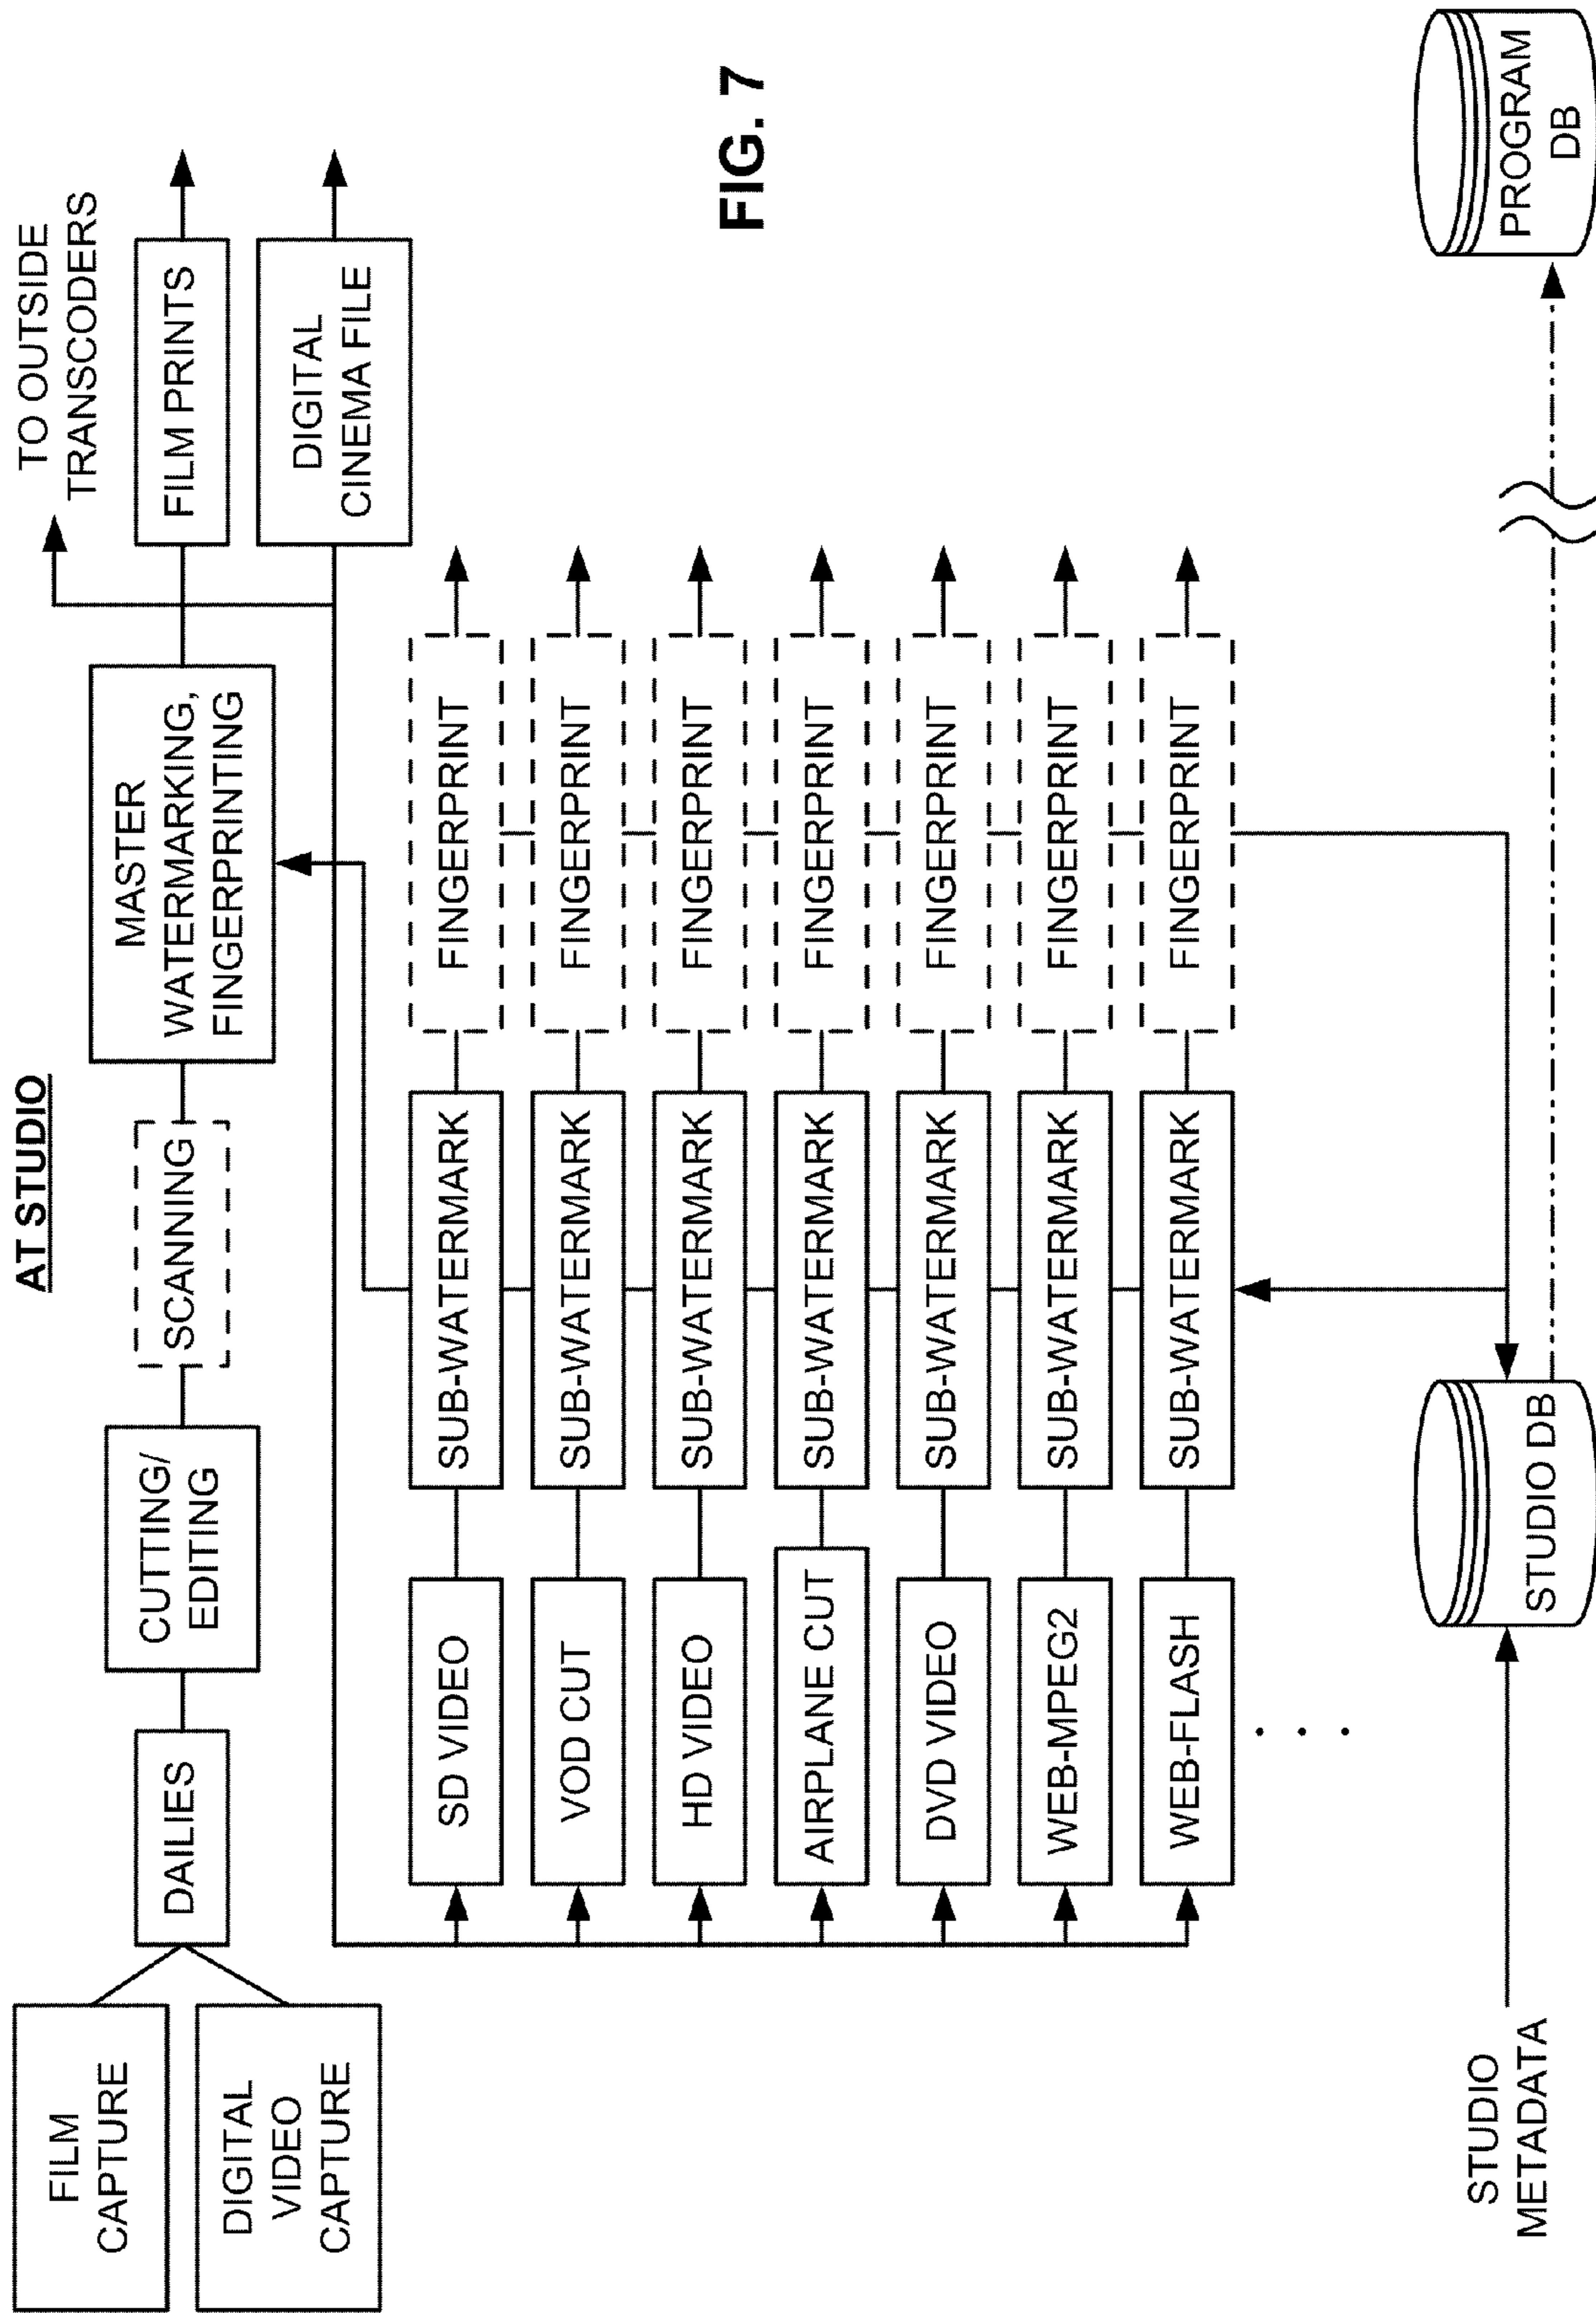 AT STUDIO
FILM
CAPTURE
DIGITAL
VIDEO
CAPTURE
DAILIES
CUTTING/
EDITING
SCANNING
MASTER
WATERMARKING,
FINGERPRINTING
TO OUTSIDE
TRANSCODERS
FILM PRINTS
DIGITAL
CINEMA FILE
SD VIDEO
SUB-WATERMARK
FINGERPRINT
VOD CUT
SUB-WATERMARK
FINGERPRINT
HD VIDEO
SUB-WATERMARK
FINGERPRINT
AIRPLANE CUT
SUB-WATERMARK
FINGERPRINT
DVD VIDEO
SUB-WATERMARK
FINGERPRINT
WEB-MPEG2
SUB-WATERMARK
FINGERPRINT
WEB-FLASH
SUB-WATERMARK
FINGERPRINT
. . .
FIG. 7
STUDIO
METADATA
STUDIO DB
PROGRAM
DB